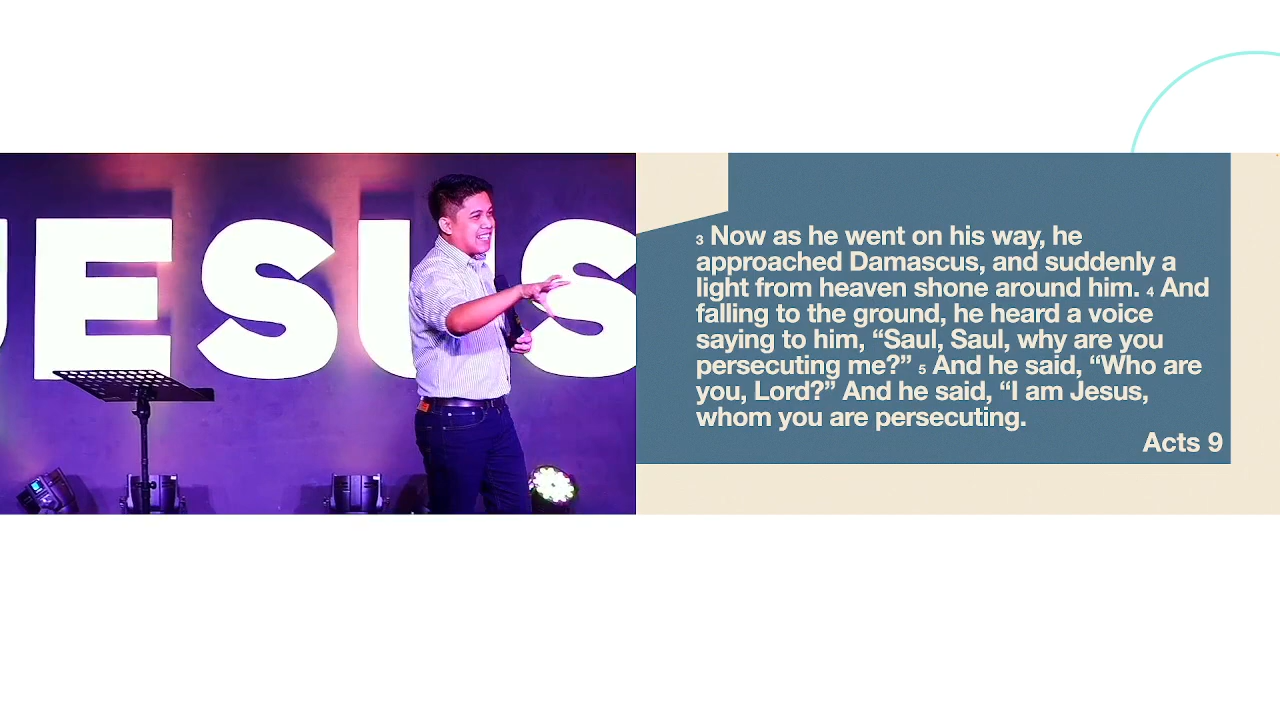 JESUS
3 Now as he went on his way, he
approached Damascus, and suddenly a
light from heaven shone around him. 4 And
falling to the ground, he heard a voice
saying to him, “Saul, Saul, why are you
persecuting me?” 5 And he said, “Who are
you, Lord?” And he said, “I am Jesus,
whom you are persecuting.
Acts 9